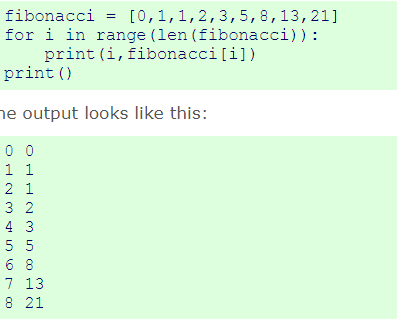 fibonacci = [0,1,1,2,3,5,8,13,21]
for i in range(len(fibonacci)):
    print(i,fibonacci[i])
print()
output looks like this:
0 0
1 1
2 1
3 2
4 3
5 5
6 8
7 13
8 21